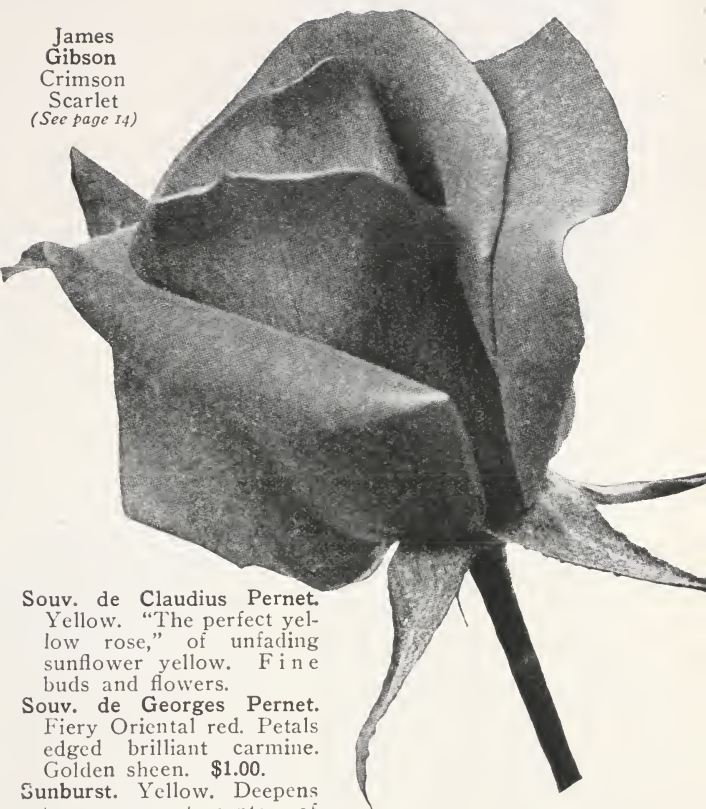 James
Gibson
Crimson
Scarlet
(See page 14)
Souv. de Claudius Pernet.
Yellow. “The perfect yel-
low rose,” of unfading
sunflower yellow. Fine
buds and flowers.
Souv. de Georges Pernet.
Fiery Oriental red. Petals
edged brilliant carmine.
Golden sheen. $1.00.
Sunburst. Yellow. Deepens